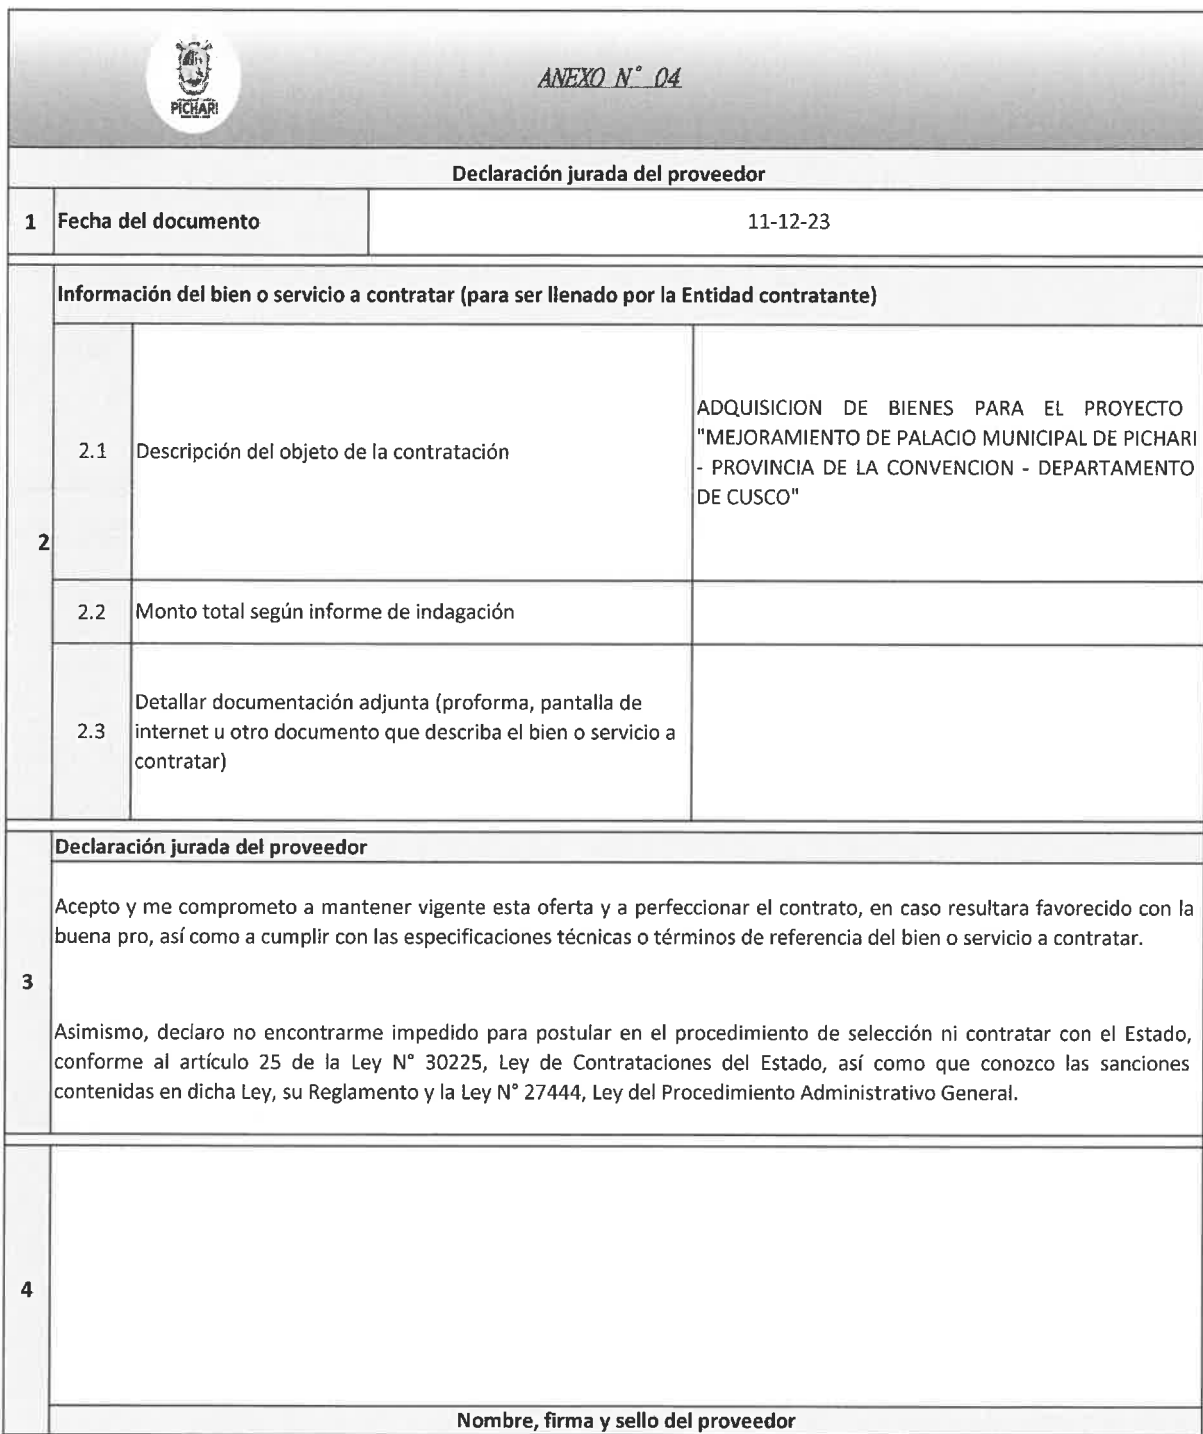 PICHARI
ANEXO N° 04
Declaración jurada del proveedor
1 Fecha del documento 11-12-23
Información del bien o servicio a contratar (para ser llenado por la Entidad contratante)
2
2.1 Descripción del objeto de la contratación
ADQUISICION DE BIENES PARA EL PROYECTO
"MEJORAMIENTO DE PALACIO MUNICIPAL DE PICHARI
- PROVINCIA DE LA CONVENCION - DEPARTAMENTO
DE CUSCO"
2.2 Monto total según informe de indagación
2.3
Detallar documentación adjunta (proforma, pantalla de
internet u otro documento que describa el bien o servicio a
contratar)
3
Declaración jurada del proveedor
Acepto y me comprometo a mantener vigente esta oferta y a perfeccionar el contrato, en caso resultara favorecido con la
buena pro, así como a cumplir con las especificaciones técnicas o términos de referencia del bien o servicio a contratar.
Asimismo, declaro no encontrarme impedido para postular en el procedimiento de selección ni contratar con el Estado,
conforme al artículo 25 de la Ley N° 30225, Ley de Contrataciones del Estado, así como que conozco las sanciones
contenidas en dicha Ley, su Reglamento y la Ley N° 27444, Ley del Procedimiento Administrativo General.
4
Nombre, firma y sello del proveedor